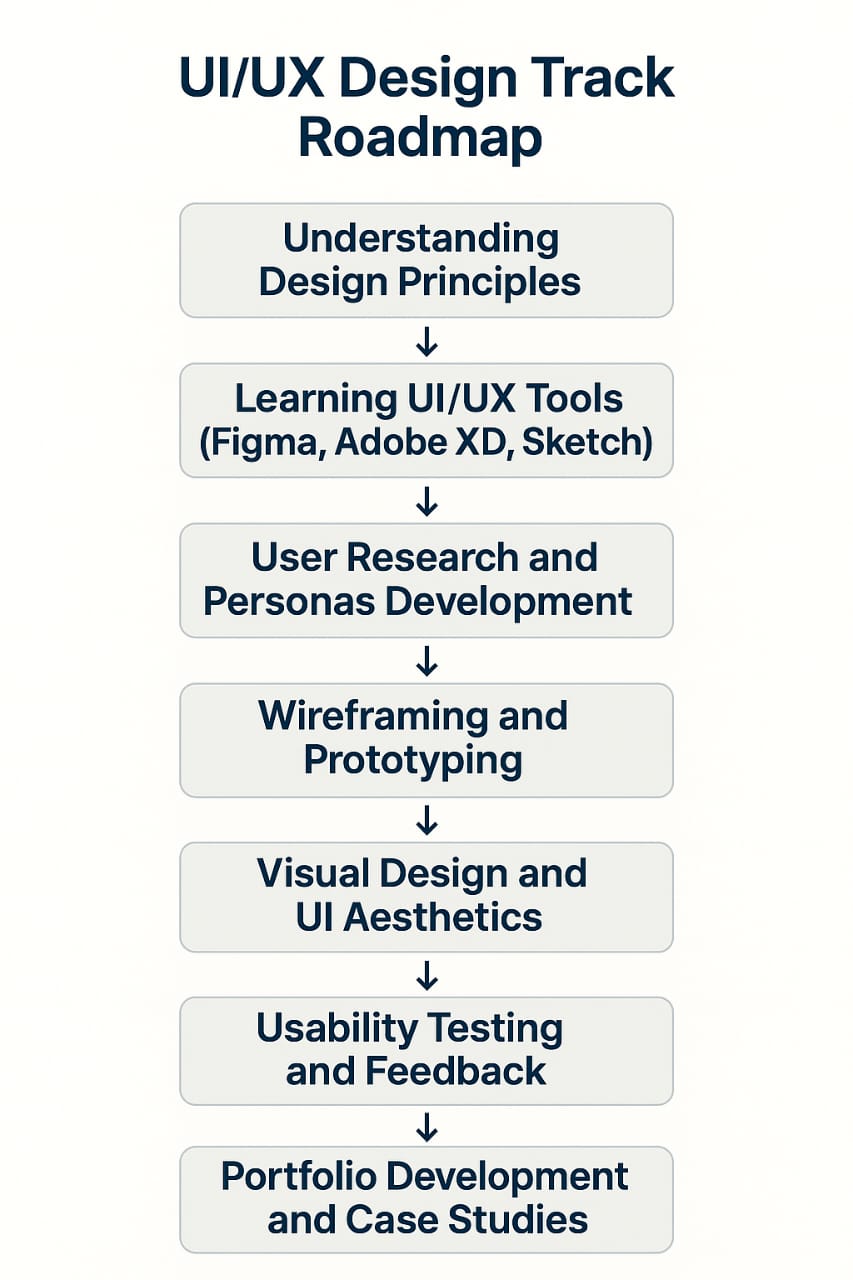 UI/UX Design Track
Roadmap
Understanding
Design Principles
Learning UI/UX Tools
(Figma, Adobe XD, Sketch)
User Research and
Personas Development
Wireframing and
Prototyping
Visual Design and
UI Aesthetics
Usability Testing
and Feedback
Portfolio Development
and Case Studies